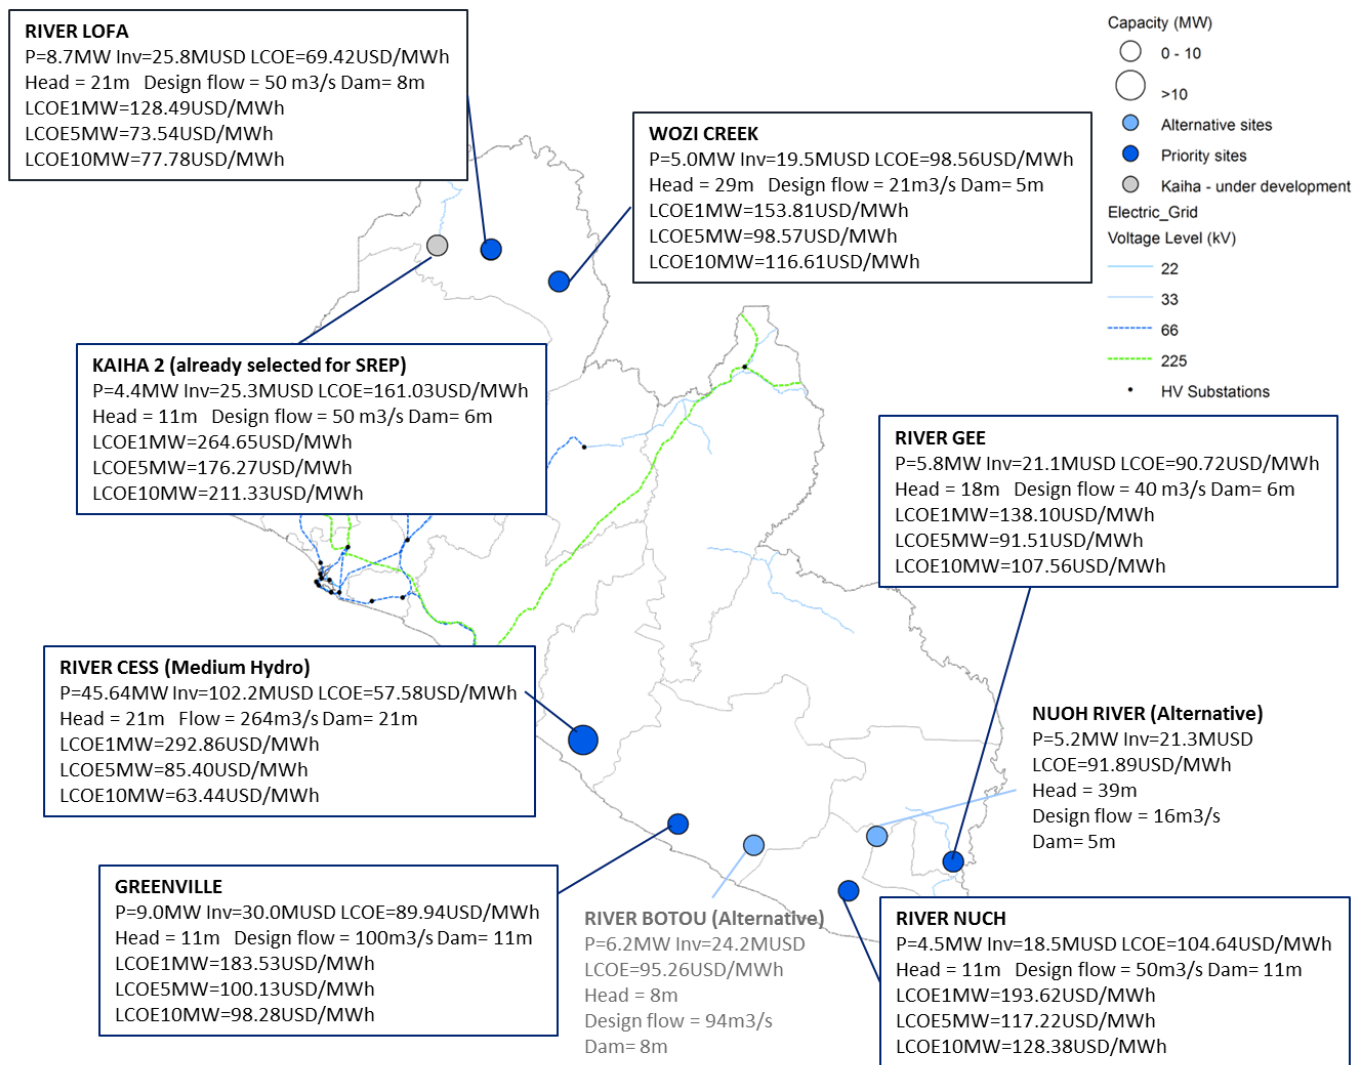 RIVER LOFA
P=8.7MW Inv=25.8MUSD LCOE=69.42USD/MWh
Head = 21m Design flow = 50 m3/s Dam= 8m
LCOE1MW=128.49USD/MWh
LCOE5MW=73.54USD/MWh
LCOE10MW=77.78USD/MWh
WOZI CREEK
P=5.0MW Inv=19.5MUSD LCOE=98.56USD/MWh
Head = 29m Design flow = 21m3/s Dam= 5m
LCOE1MW=153.81USD/MWh
LCOE5MW=98.57USD/MWh
LCOE10MW=116.61USD/MWh
Capacity (MW)
0 - 10
>10
Alternative sites
Priority sites
Kaiha - under development
Electric_Grid
Voltage Level (kV)
22
33
66
225
HV Substations
KAIHA 2 (already selected for SREP)
P=4.4MW Inv=25.3MUSD LCOE=161.03USD/MWh
Head = 11m Design flow = 50 m3/s Dam= 6m
LCOE1MW=264.65USD/MWh
LCOE5MW=176.27USD/MWh
LCOE10MW=211.33USD/MWh
RIVER GEE
P=5.8MW Inv=21.1MUSD LCOE=90.72USD/MWh
Head = 18m Design flow = 40 m3/s Dam= 6m
LCOE1MW=138.10USD/MWh
LCOE5MW=91.51USD/MWh
LCOE10MW=107.56USD/MWh
RIVER CESS (Medium Hydro)
P=45.64MW Inv=102.2MUSD LCOE=57.58USD/MWh
Head = 21m Flow = 264m3/s Dam= 21m
LCOE1MW=292.86USD/MWh
LCOE5MW=85.40USD/MWh
LCOE10MW=63.44USD/MWh
NUOH RIVER (Alternative)
P=5.2MW Inv=21.3MUSD
LCOE=91.89USD/MWh
Head = 39m
Design flow = 16m3/s
Dam= 5m
GREENVILLE
P=9.0MW Inv=30.0MUSD LCOE=89.94USD/MWh
Head = 11m Design flow = 100m3/s Dam= 11m
LCOE1MW=183.53USD/MWh
LCOE5MW=100.13USD/MWh
LCOE10MW=98.28USD/MWh
RIVER BOTOU (Alternative)
P=6.2MW Inv=24.2MUSD
LCOE=95.26USD/MWh
Head = 8m
Design flow = 94m3/s
Dam= 8m
RIVER NUCH
P=4.5MW Inv=18.5MUSD LCOE=104.64USD/MWh
Head = 11m Design flow = 50m3/s Dam= 11m
LCOE1MW=193.62USD/MWh
LCOE5MW=117.22USD/MWh
LCOE10MW=128.38USD/MWh